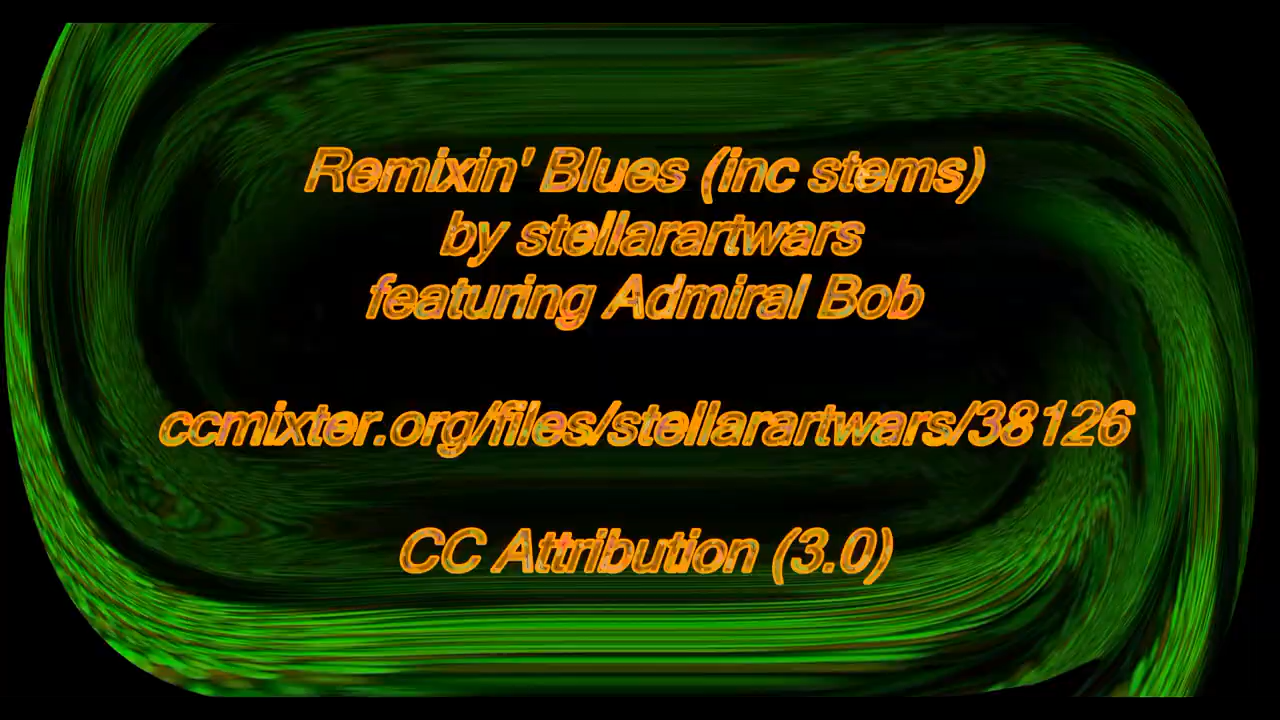 Remixin' Blues (inc stems)
by stellarartwars
featuring Admiral Bob
ccmixter.org/files/stellarartwars/38126
CC Attribution (3.0)